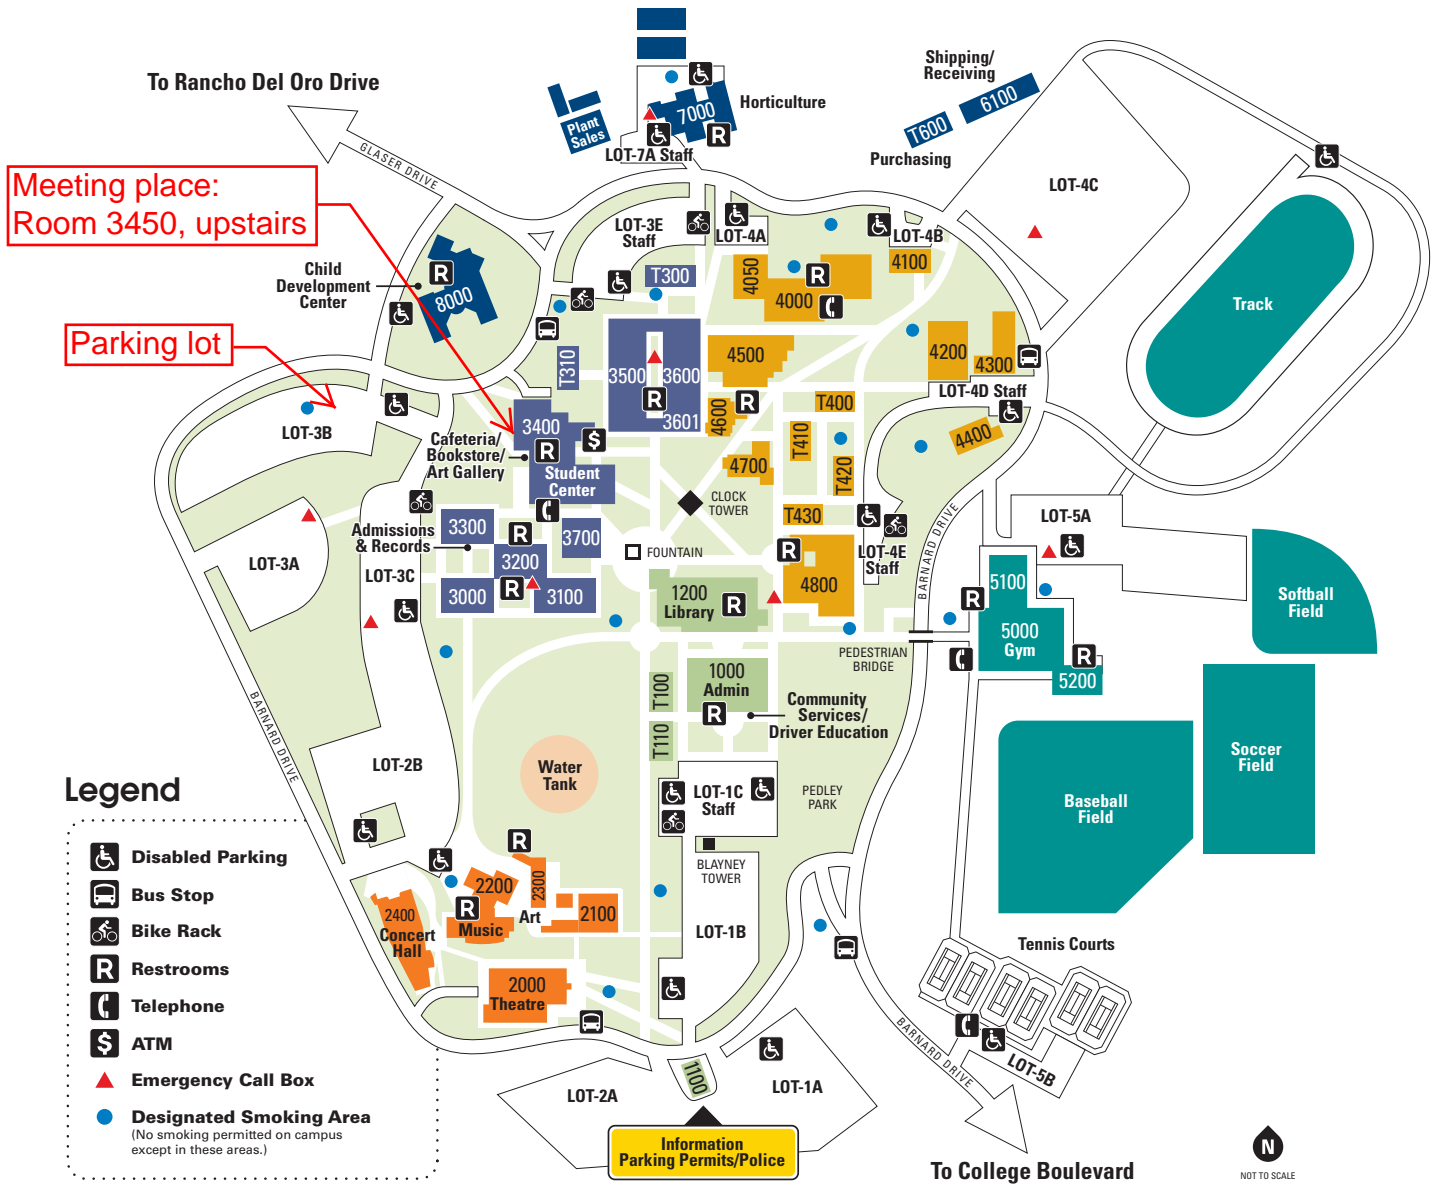 To Rancho Del Oro Drive
GLASER DRIVE
Meeting place:
Room 3450, upstairs
Parking lot
Plant
Sales
7000
R
Horticulture
LOT-7A Staff
Shipping/
Receiving
6100
T600
Purchasing
LOT-4C
Track
LOT-3E
Staff
LOT-4A
LOT-4B
4100
T300
4050
4000
R
Child
Development
Center
R
8000
T310
3500
3600
R
3601
4500
4600
R
4200
4300
LOT-4D Staff
T400
T410
T420
T430
4400
4700
LOT-3B
3400
R
$
Cafeteria/
Bookstore/
Art Gallery
Student
Center
CLOCK
TOWER
FOUNTAIN
LOT-3A
LOT-3C
Admissions
& Records
3300
R
3200
3700
3000
R
3100
1200
Library
R
R
4800
LOT-4E
Staff
BARNARD DRIVE
LOT-5A
5100
R
5000
Gym
R
5200
Softball
Field
Soccer
Field
Baseball
Field
PEDESTRIAN
BRIDGE
1000
Admin
R
T100
T110
Community
Services/
Driver Education
BARNARD DRIVE
LOT-2B
Water
Tank
LOT-1C
Staff
PEDLEY
PARK
BLAYNEY
TOWER
LOT-1B
R
2200
2300
R
Music
Art
2100
2400
Concert
Hall
2000
Theatre
Tennis Courts
LOT-5B
BARNARD DRIVE
LOT-2A
1100
LOT-1A
Information
Parking Permits/Police
To College Boulevard
N
NOT TO SCALE
Legend
Disabled Parking
Bus Stop
Bike Rack
R Restrooms
Telephone
$ ATM
Emergency Call Box
Designated Smoking Area
(No smoking permitted on campus
except in these areas.)